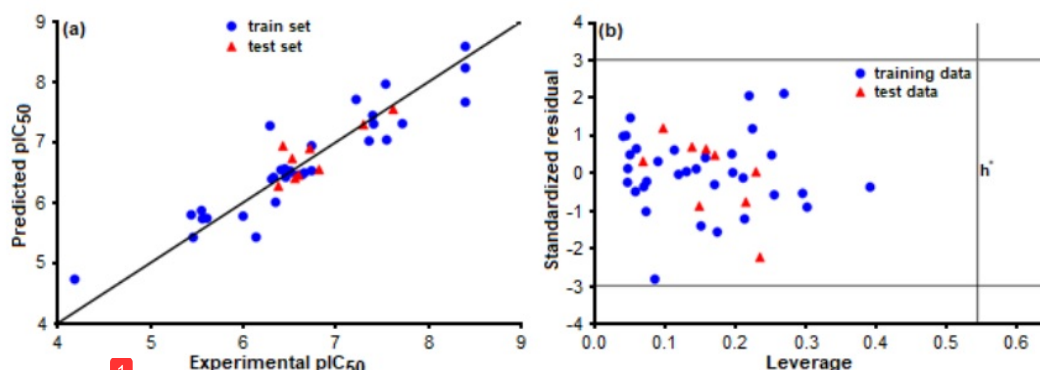 (a)
train set
test set
Predicted pIC50
9
8
7
6
5
4
4 5 6 7 8 9
Experimental pIC50
1
(b)
training data
test data
h*
Standardized residual
4
3
2
1
0
-1
-2
-3
-4
0.0 0.1 0.2 0.3 0.4 0.5 0.6
Leverage